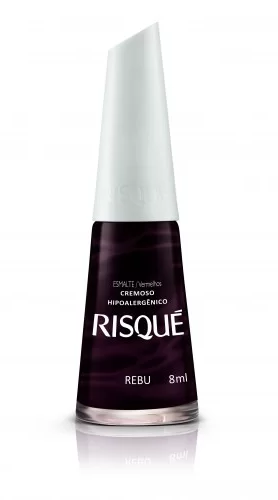 ESMALTE / Vermelhos
CREMOSO
HIPOALERGÊNICO
RISQUÉ
REBU 8ml